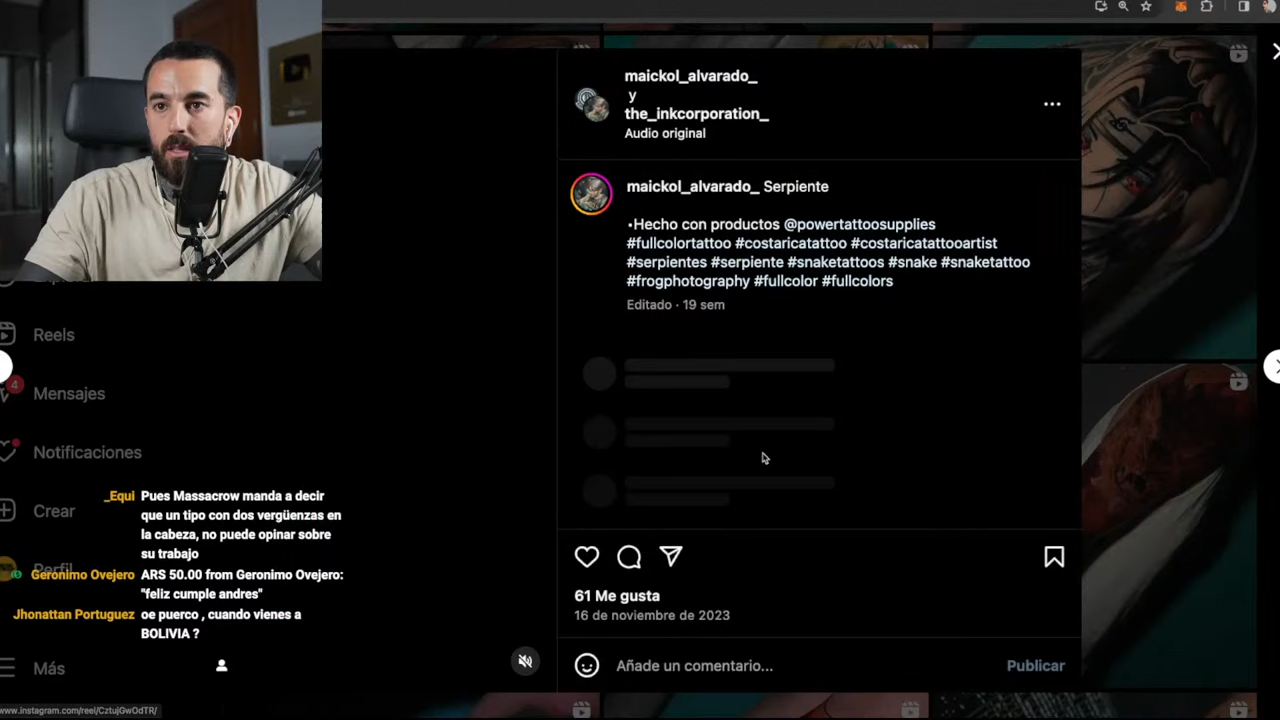 maickol_alvarado_
y
the_inkcorporation_
Audio original
maickol_alvarado_ Serpiente
•Hecho con productos @powertattoosupplies
#fullcolortattoo #costaricatattoo #costaricatattooartist
#serpientes #serpiente #snaketattoos #snake #snaketattoo
#frogphotography #fullcolor #fullcolors
Editado · 19 sem
Reels
4
Mensajes
Notificaciones
Crear
Perfil
Más
_Equi Pues Massacrow manda a decir
que un tipo con dos vergüenzas en
la cabeza, no puede opinar sobre
su trabajo
Geronimo Ovejero ARS 50.00 from Geronimo Ovejero:
"feliz cumple andres"
Jhonattan Portuguez oe puerco , cuando vienes a
BOLIVIA ?
61 Me gusta
16 de noviembre de 2023
Añade un comentario...
Publicar
www.instagram.com/reel/CztujGwOdTR/